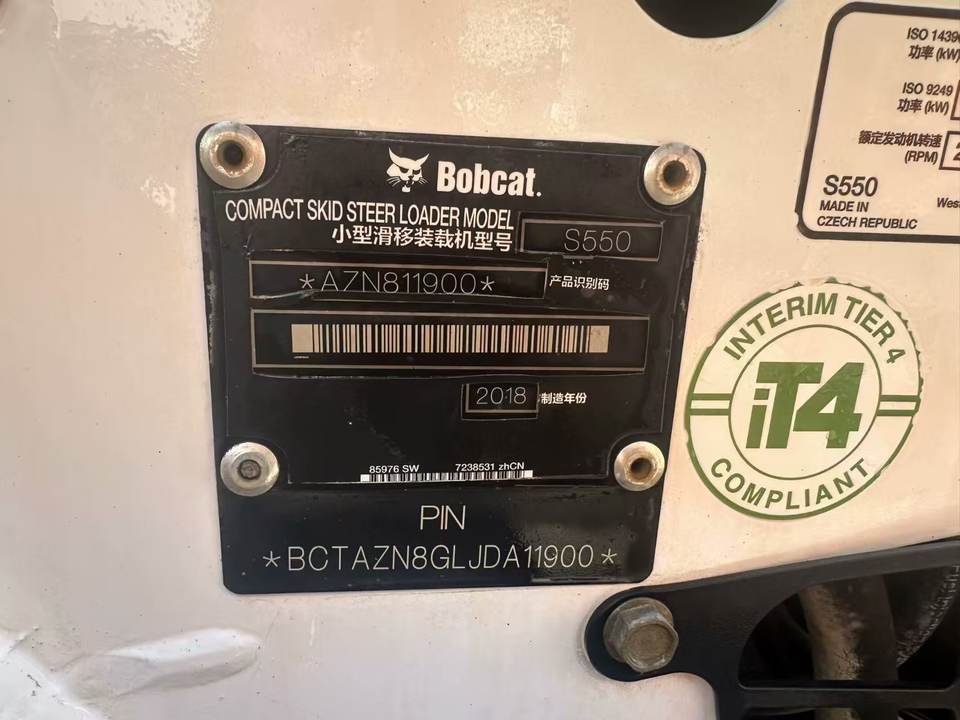 Bobcat.
COMPACT SKID STEER LOADER MODEL
小型滑移装载机型号
S550
*AZN811900*
产品识别码
2018
制造年份
85976 SW
7238531 zhCN
PIN
*BCTAZN8GLJDA11900*
ISO 1439
功率 (kW)
ISO 9249
功率 (kW)
额定发动机转速
(RPM)
S550
MADE IN
CZECH REPUBLIC
INTERIM TIER 4
iT4
COMPLIANT